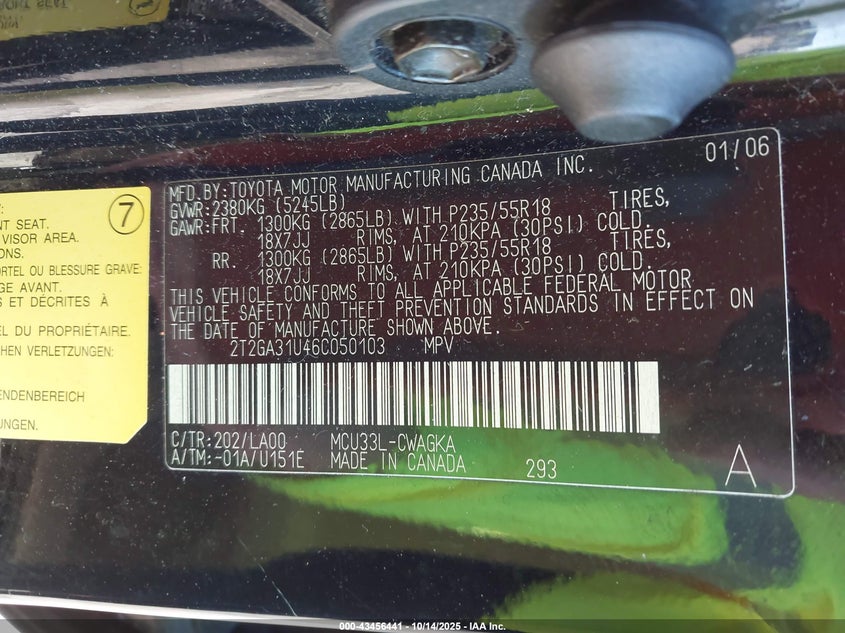 7
NT SEAT.
VISOR AREA.
ONS.
ORTEL OU BLESSURE GRAVE:
GE AVANT.
S ET DÉCRITES À
EL DU PROPRIÉTAIRE.
VERLETZUNGEN:
ENDENBEREICH
UNGEN.
01/06
MFD.BY:TOYOTA MOTOR MANUFACTURING CANADA INC.
GVWR:2380KG (5245LB)
GAWR:FRT. 1300KG (2865LB) WITH P235/55R18 TIRES,
18X7JJ RIMS, AT 210KPA (30PSI) COLD,
RR. 1300KG (2865LB) WITH P235/55R18 TIRES,
18X7JJ RIMS, AT 210KPA (30PSI) COLD.
THIS VEHICLE CONFORMS TO ALL APPLICABLE FEDERAL MOTOR
VEHICLE SAFETY AND THEFT PREVENTION STANDARDS IN EFFECT ON
THE DATE OF MANUFACTURE SHOWN ABOVE.
2T2GA31U46C050103 MPV
C/TR:202/LA00 MCU33L-CWAGKA
A/TM:-01A/U151E MADE IN CANADA 293 A
000-43456441 - 10/14/2025 - IAA Inc.